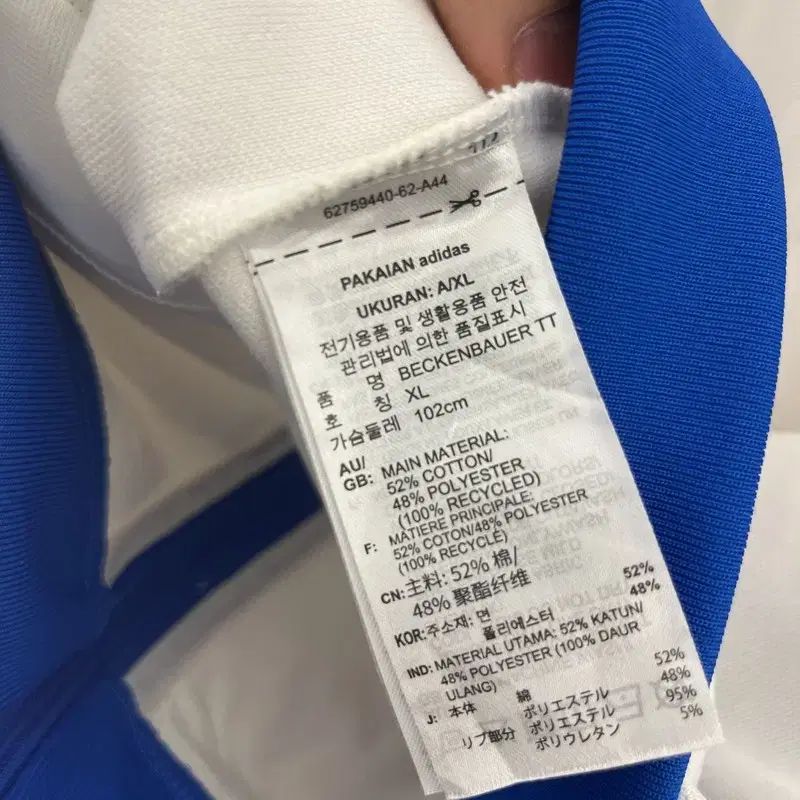 62759440-62-A44
PAKAIAN adidas
UKURAN: A/XL
전기용품 및 생활용품 안전
관리법에 의한 품질표시
품 명 BECKENBAUER TT
호 칭 XL
가슴둘레 102cm
AU/
GB: MAIN MATERIAL:
52% COTTON/
48% POLYESTER
(100% RECYCLED)
F: MATIERE PRINCIPALE:
52% COTON/48% POLYESTER
(100% RECYCLÉ)
CN: 主料: 52% 棉/
48% 聚酯纤维
KOR: 주소재: 면 52%
폴리에스터 48%
IND: MATERIAL UTAMA: 52% KATUN/
48% POLYESTER (100% DAUR
ULANG)
J: 本体 綿 52%
ポリエステル 48%
リブ部分 ポリエステル 95%
ポリウレタン 5%